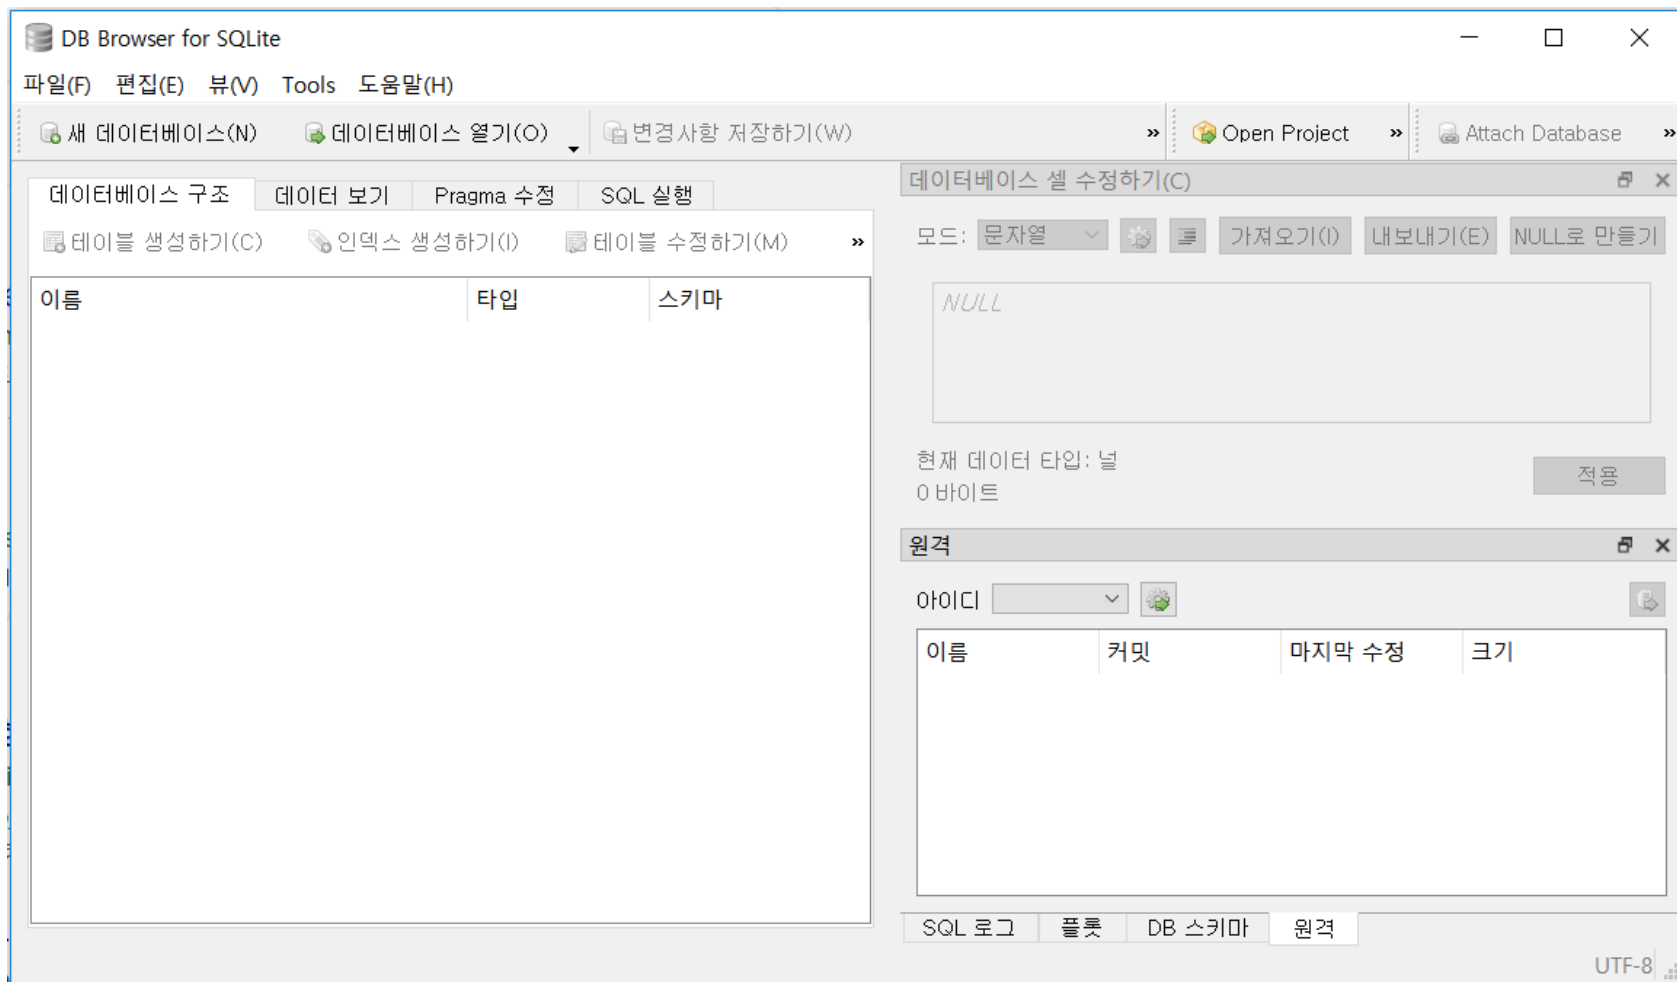 DB Browser for SQLite
파일(F) 편집(E) 뷰(V) Tools 도움말(H)
새 데이터베이스(N) 데이터베이스 열기(O) 변경사항 저장하기(W) » Open Project » Attach Database »
데이터베이스 구조 데이터 보기 Pragma 수정 SQL 실행
테이블 생성하기(C) 인덱스 생성하기(I) 테이블 수정하기(M) »
이름 타입 스키마
데이터베이스 셀 수정하기(C)
모드: 문자열 가져오기(I) 내보내기(E) NULL로 만들기
NULL
현재 데이터 타입: 널
0 바이트
적용
원격
아이디
이름 커밋 마지막 수정 크기
SQL 로그 플롯 DB 스키마 원격
UTF-8